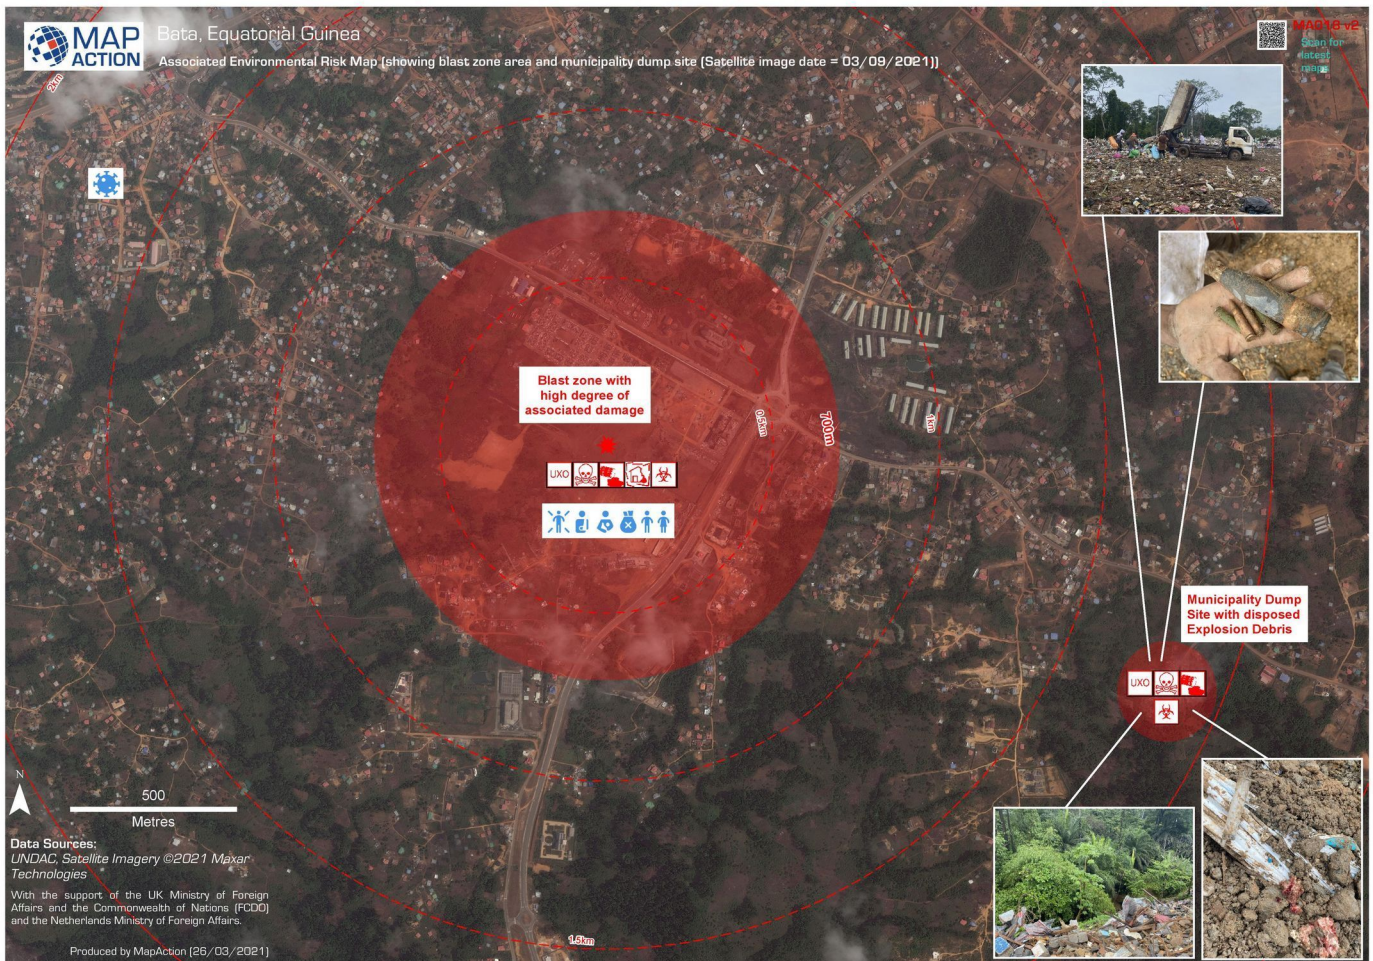 MAP
ACTION
Bata, Equatorial Guinea
Associated Environmental Risk Map (showing blast zone area and municipality dump site (Satellite image date = 03/09/2021))
MA018 v2
Scan for
latest
maps
2km
Blast zone with
high degree of
associated damage
UXO
0.5km
700m
1km
Municipality Dump
Site with disposed
Explosion Debris
UXO
N
500
Metres
Data Sources:
UNDAC, Satellite Imagery ©2021 Maxar
Technologies
With the support of the UK Ministry of Foreign
Affairs and the Commonwealth of Nations (FCDO)
and the Netherlands Ministry of Foreign Affairs.
Produced by MapAction (26/03/2021)
1.5km